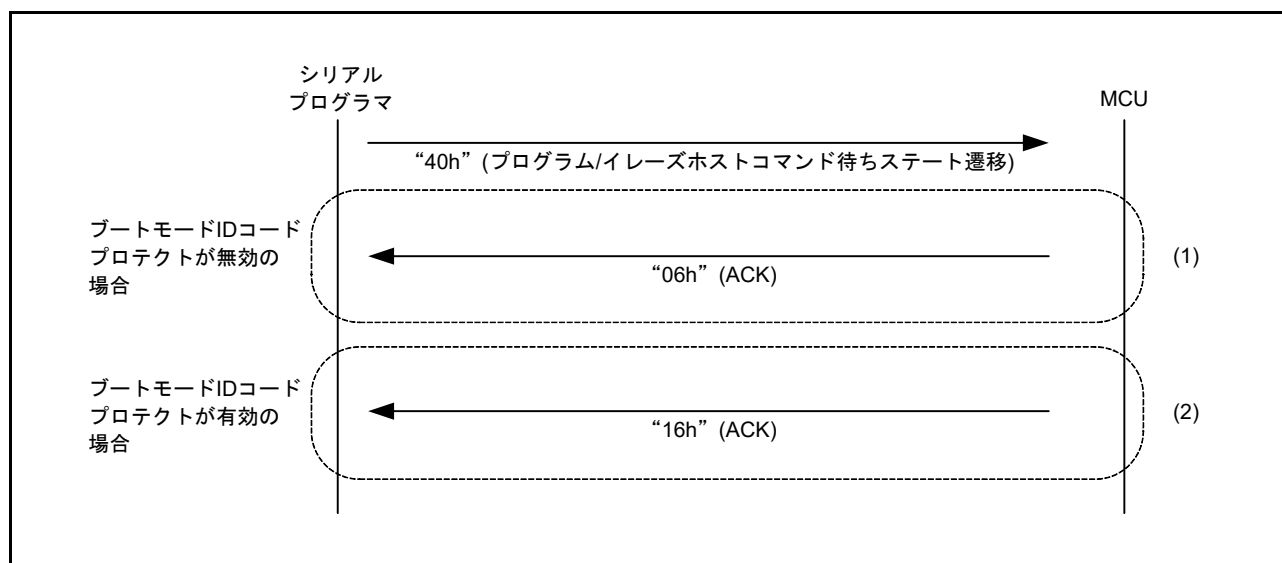 シリアル
プログラマ
MCU
“40h” (プログラム/イレーズホストコマンド待ちステート遷移)
ブートモードIDコード
プロテクトが無効の
場合
“06h” (ACK)
(1)
ブートモードIDコード
プロテクトが有効の
場合
“16h” (ACK)
(2)